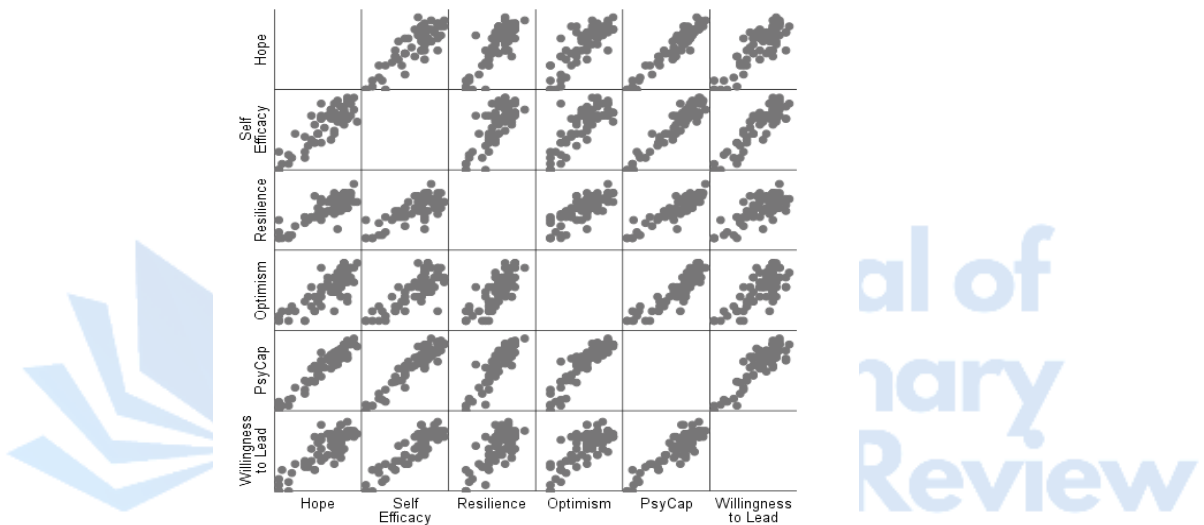 Hope
Self
Efficacy
Resilience
Optimism
PsyCap
Willingness
to Lead
Hope
Self
Efficacy
Resilience
Optimism
PsyCap
Willingness
to Lead
al of
nary
Review